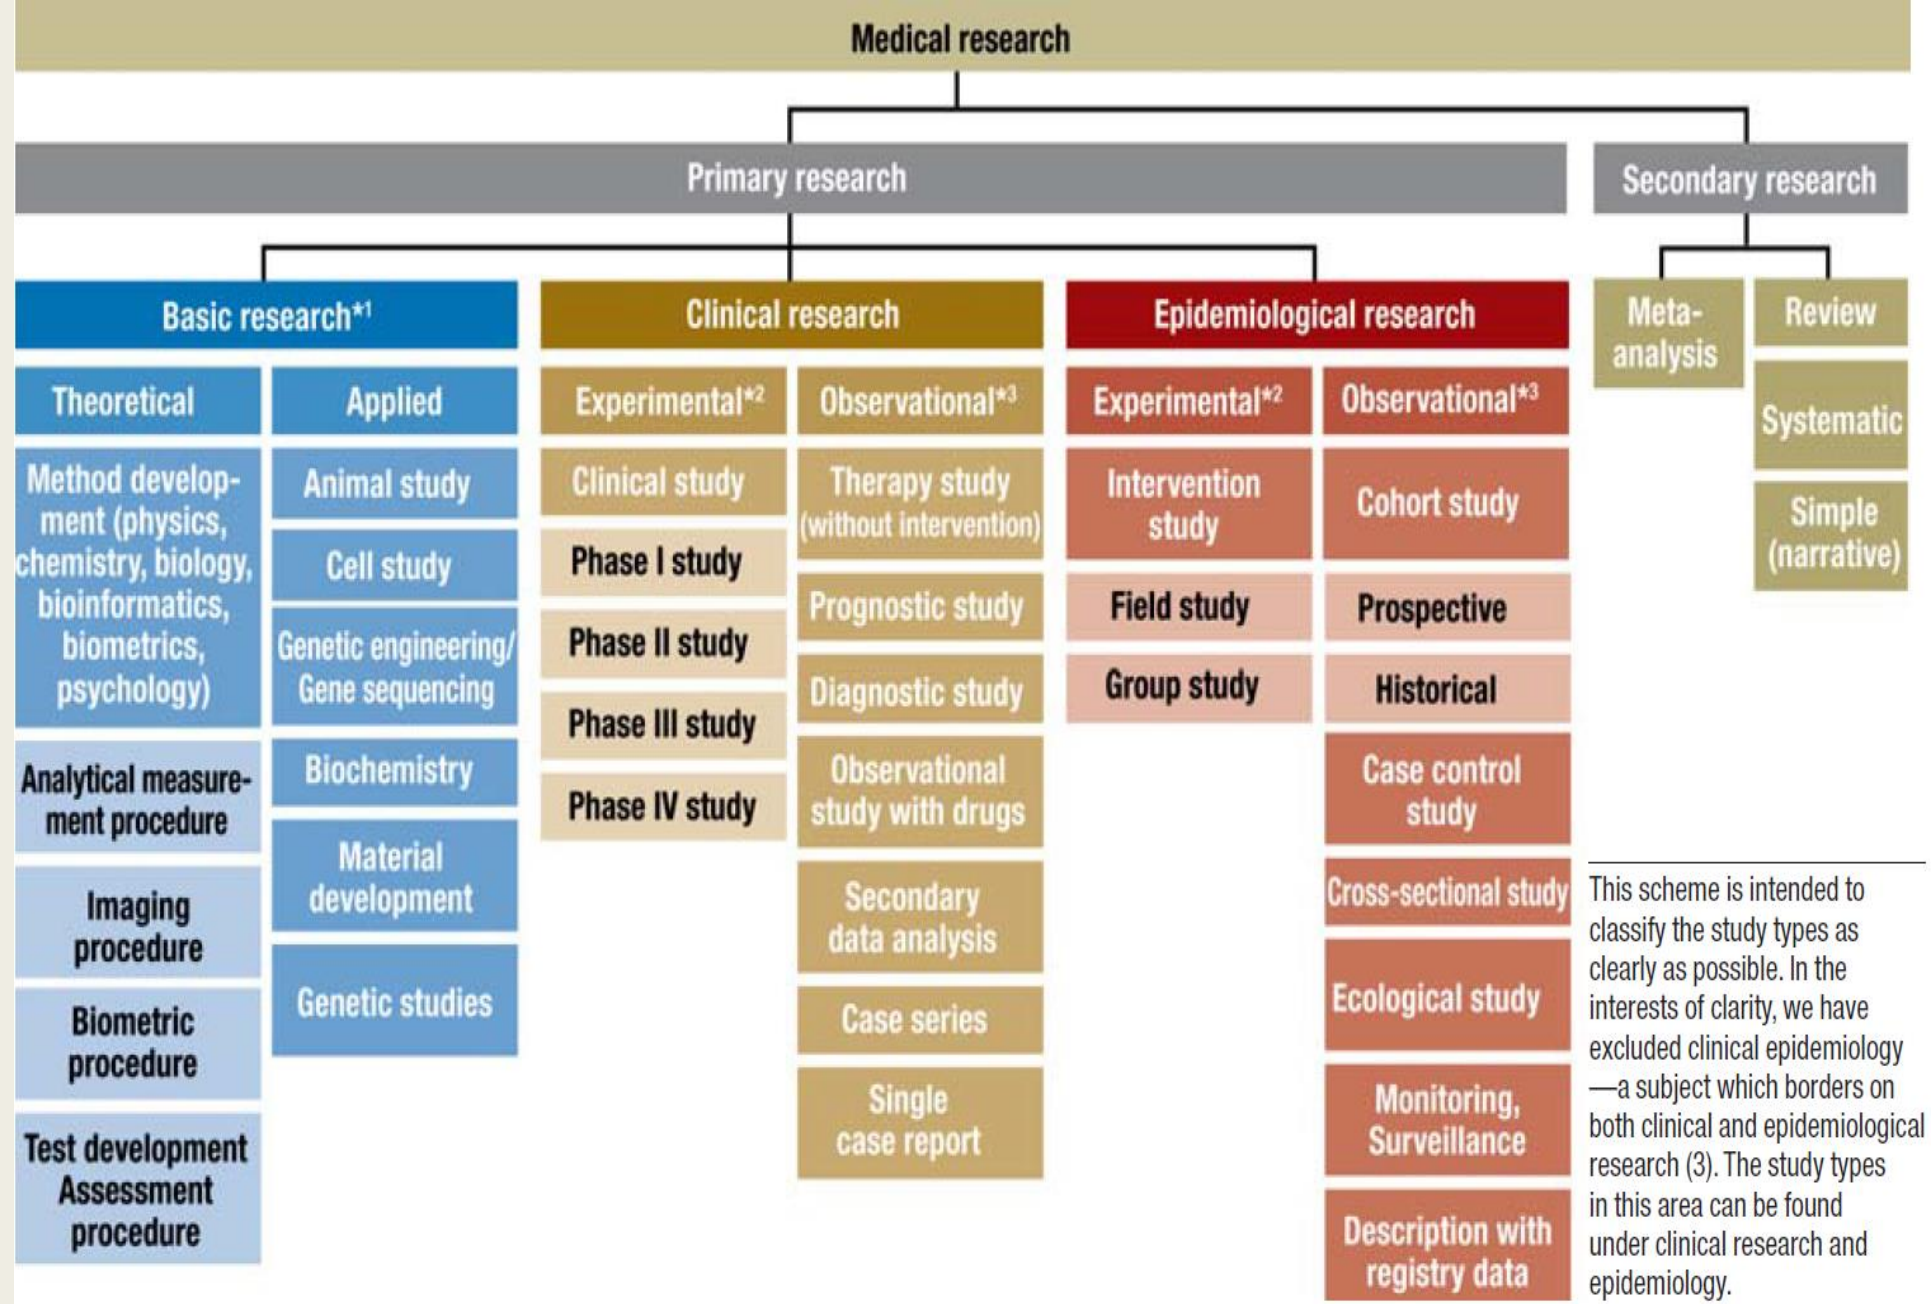 Medical research
Primary research
Secondary research
Basic research*1
Clinical research
Epidemiological research
Meta-
analysis
Review
Systematic
Simple
(narrative)
Theoretical
Method develop-
ment (physics,
chemistry, biology,
bioinformatics,
biometrics,
psychology)
Analytical measure-
ment procedure
Imaging
procedure
Biometric
procedure
Test development
Assessment
procedure
Applied
Animal study
Cell study
Genetic engineering/
Gene sequencing
Biochemistry
Material
development
Genetic studies
Experimental*2
Clinical study
Phase I study
Phase II study
Phase III study
Phase IV study
Observational*3
Therapy study
(without intervention)
Prognostic study
Diagnostic study
Observational
study with drugs
Secondary
data analysis
Case series
Single
case report
Experimental*2
Intervention
study
Field study
Group study
Observational*3
Cohort study
Prospective
Historical
Case control
study
Cross-sectional study
Ecological study
Monitoring,
Surveillance
Description with
registry data
This scheme is intended to
classify the study types as
clearly as possible. In the
interests of clarity, we have
excluded clinical epidemiology
—a subject which borders on
both clinical and epidemiological
research (3). The study types
in this area can be found
under clinical research and
epidemiology.